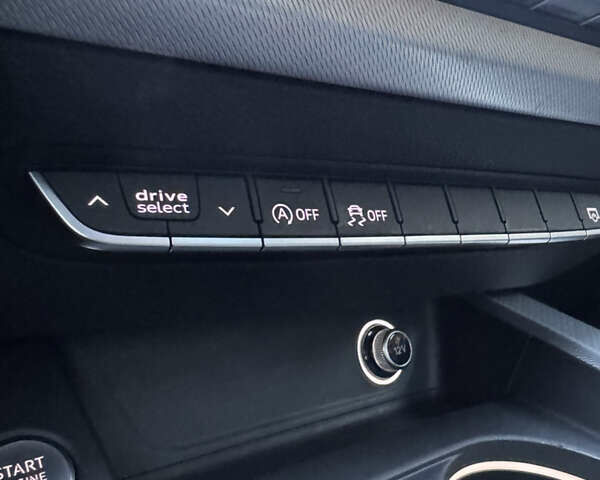 drive
select
A OFF
OFF
12V
START